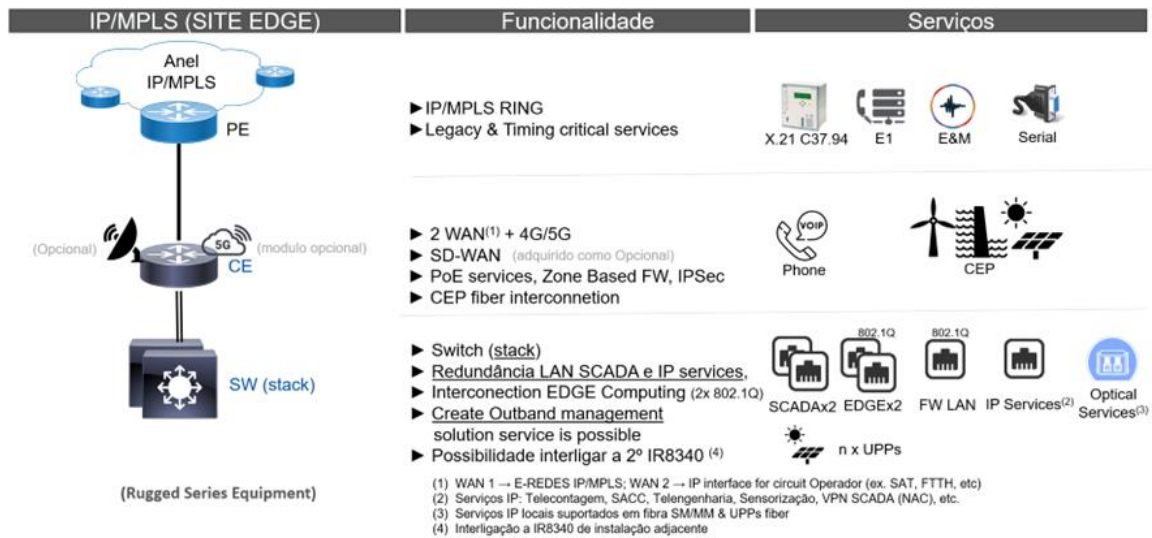 IP/MPLS (SITE EDGE)
Funcionalidade
Serviços
Anel
IP/MPLS
PE
►IP/MPLS RING
►Legacy & Timing critical services
X.21 C37.94
E1
E&M
Serial
(Opcional)
5G
(modulo opcional)
CE
► 2 WAN(1) + 4G/5G
► SD-WAN (adquirido como Opcional)
► PoE services, Zone Based FW, IPSec
► CEP fiber interconnetion
VOIP
Phone
CEP
SW (stack)
► Switch (stack)
► Redundância LAN SCADA e IP services,
► Interconection EDGE Computing (2x 802.1Q)
► Create Outband management
solution service is possible
► Possibilidade interligar a 2º IR8340 (4)
802.1Q
802.1Q
SCADAx2
EDGEx2
FW LAN
IP Services(2)
Optical
Services(3)
n x UPPs
(Rugged Series Equipment)
(1) WAN 1 → E-REDES IP/MPLS; WAN 2 → IP interface for circuit Operador (ex. SAT, FTTH, etc)
(2) Serviços IP: Telecontagem, SACC, Telengenharia, Sensorização, VPN SCADA (NAC), etc.
(3) Serviços IP locais suportados em fibra SM/MM & UPPs fiber
(4) Interligação a IR8340 de instalação adjacente